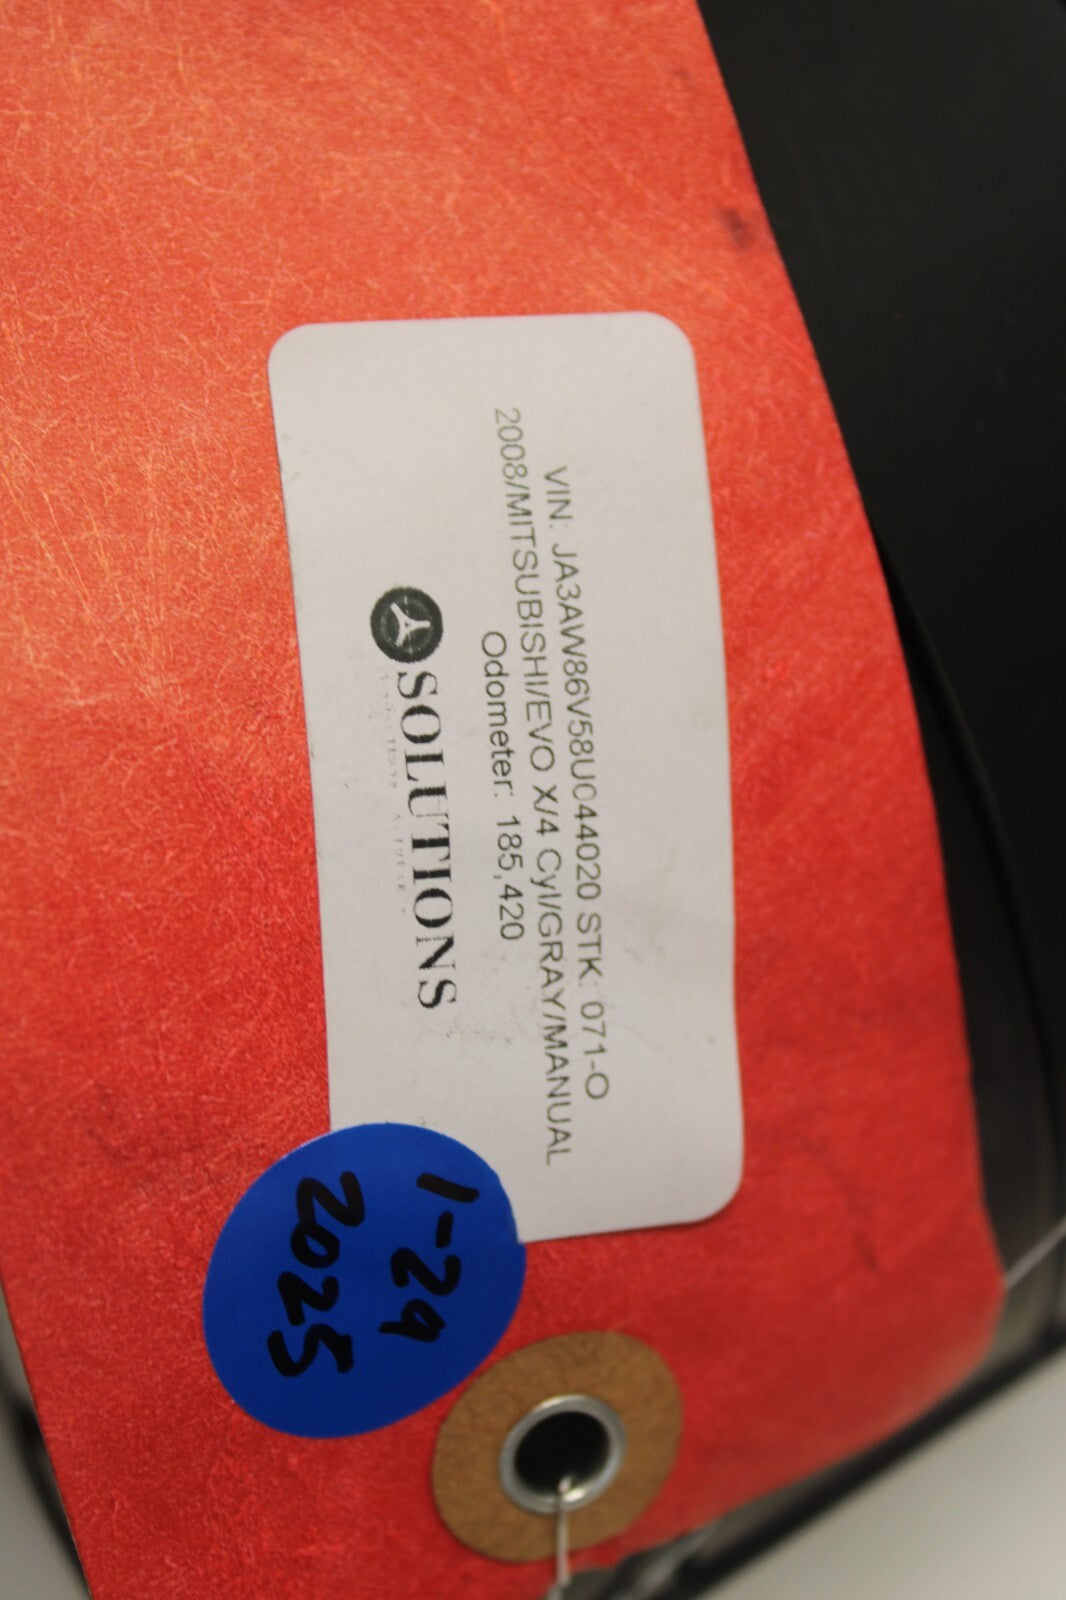 VIN: JA3AW86V58U044020 STK: 071-O
2008/MITSUBISHI/EVO X/4 Cyl/GRAY/MANUAL
Odometer: 185,420
SOLUTIONS
1-29
2025